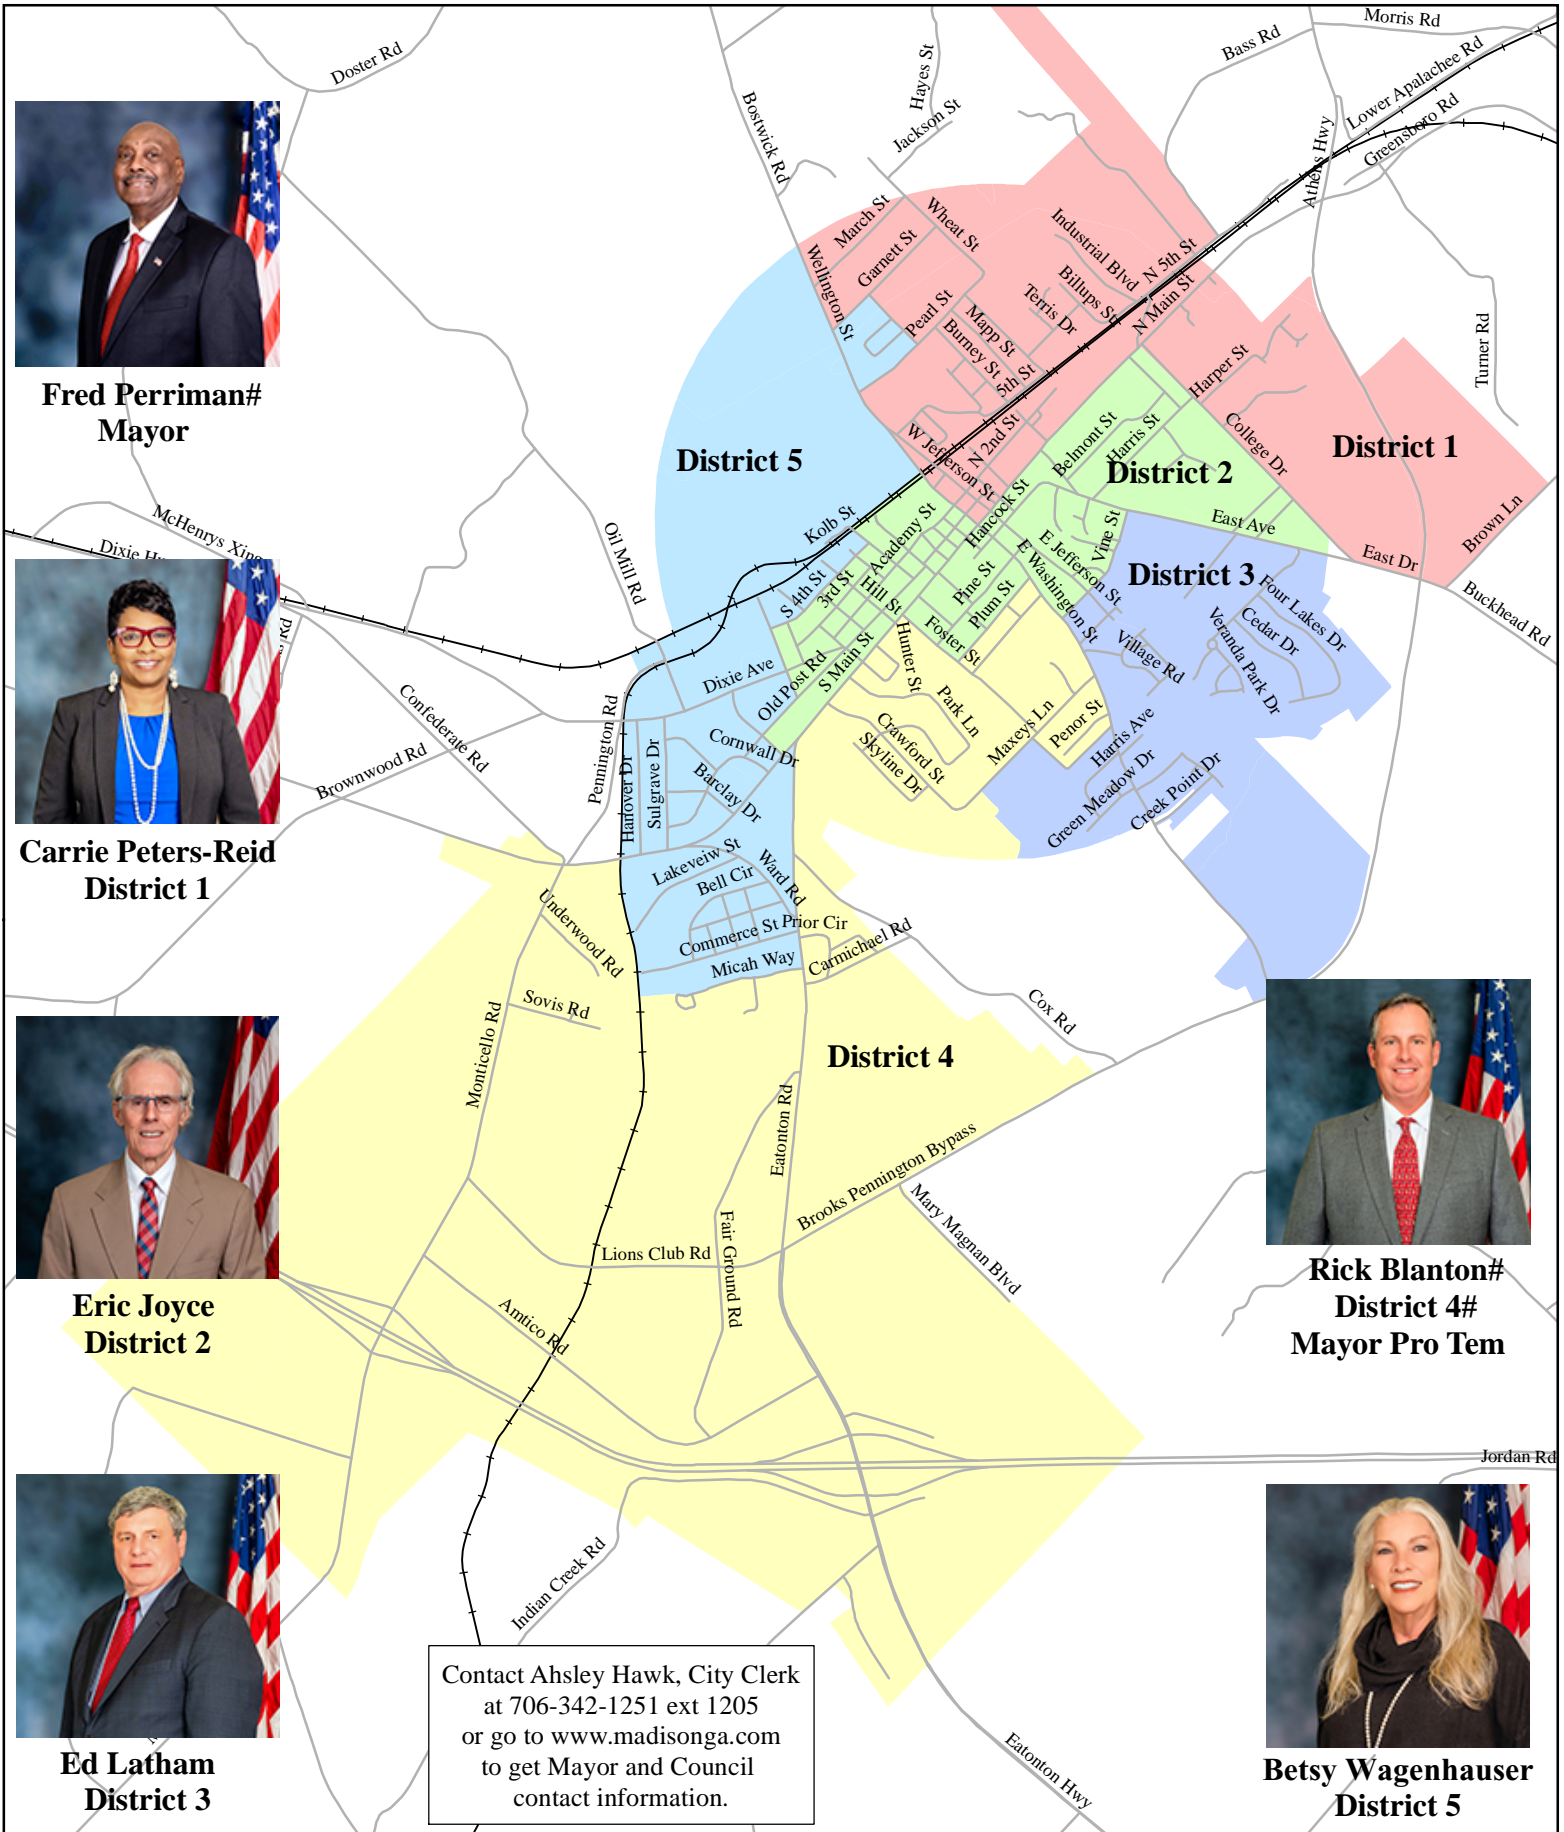 Morris Rd
Bass Rd
Doster Rd
Hayes St
Lower Apalachee Rd
Bostwick Rd
Jackson St
Greensboro Rd
Athens Hwy
March St
Wheat St
Industrial Blvd
Garnett St
N 5th St
Wellington St
Billups St
Terris Dr
N Main St
Pearl St
Mapp St
Burney St
Turner Rd
5th St
Harper St
Fred Perriman#
Mayor
W Jefferson St
N 2nd St
Belmont St
Harris St
College Dr
District 1
District 5
District 2
Hancock St
McHenrys Xing
Kolb St
Academy St
Vine St
East Ave
Brown Ln
Oil Mill Rd
E Jefferson St
East Dr
S 4th St
3rd St
Hill St
Pine St
E Washington St
District 3
Four Lakes Dr
Buckhead Rd
Plum St
Cedar Dr
Rd
Foster St
Hunter St
S Main St
Village Rd
Veranda Park Dr
Dixie Ave
Old Post Rd
Confederate Rd
Park Ln
Pennington Rd
Maxeys Ln
Penor St
Harris Ave
Crawford St
Skyline Dr
Cornwall Dr
Brownwood Rd
Hanover Dr
Sulgrave Dr
Barclay Dr
Green Meadow Dr
Creek Point Dr
Carrie Peters-Reid
District 1
Lakeveiw St
Bell Cir
Ward Rd
Underwood Rd
Commerce St
Prior Cir
Carmichael Rd
Micah Way
Sovis Rd
Cox Rd
Monticello Rd
District 4
Eatonton Rd
Brooks Pennington Bypass
Mary Magnan Blvd
Fair Ground Rd
Lions Club Rd
Rick Blanton#
District 4#
Mayor Pro Tem
Eric Joyce
District 2
Amtico Rd
Jordan Rd
Indian Creek Rd
Contact Ahsley Hawk, City Clerk
at 706-342-1251 ext 1205
or go to www.madisonga.com
to get Mayor and Council
contact information.
Eatonton Hwy
Ed Latham
District 3
Betsy Wagenhauser
District 5